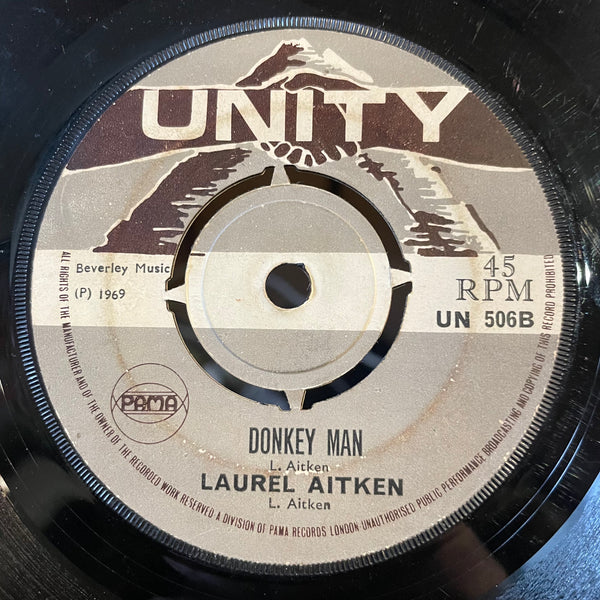 UNITY
Beverley Music
(P) 1969
45
RPM
UN 506B
PAMA
DONKEY MAN
L. Aitken
LAUREL AITKEN
L. Aitken
ALL RIGHTS OF THE MANUFACTURER AND OF THE OWNER OF THE RECORDED WORK RESERVED A DIVISION OF PAMA RECORDS LONDON·UNAUTHORISED PUBLIC PERFORMANCE BROADCASTING AND COPYING OF THIS RECORD PROHIBITED